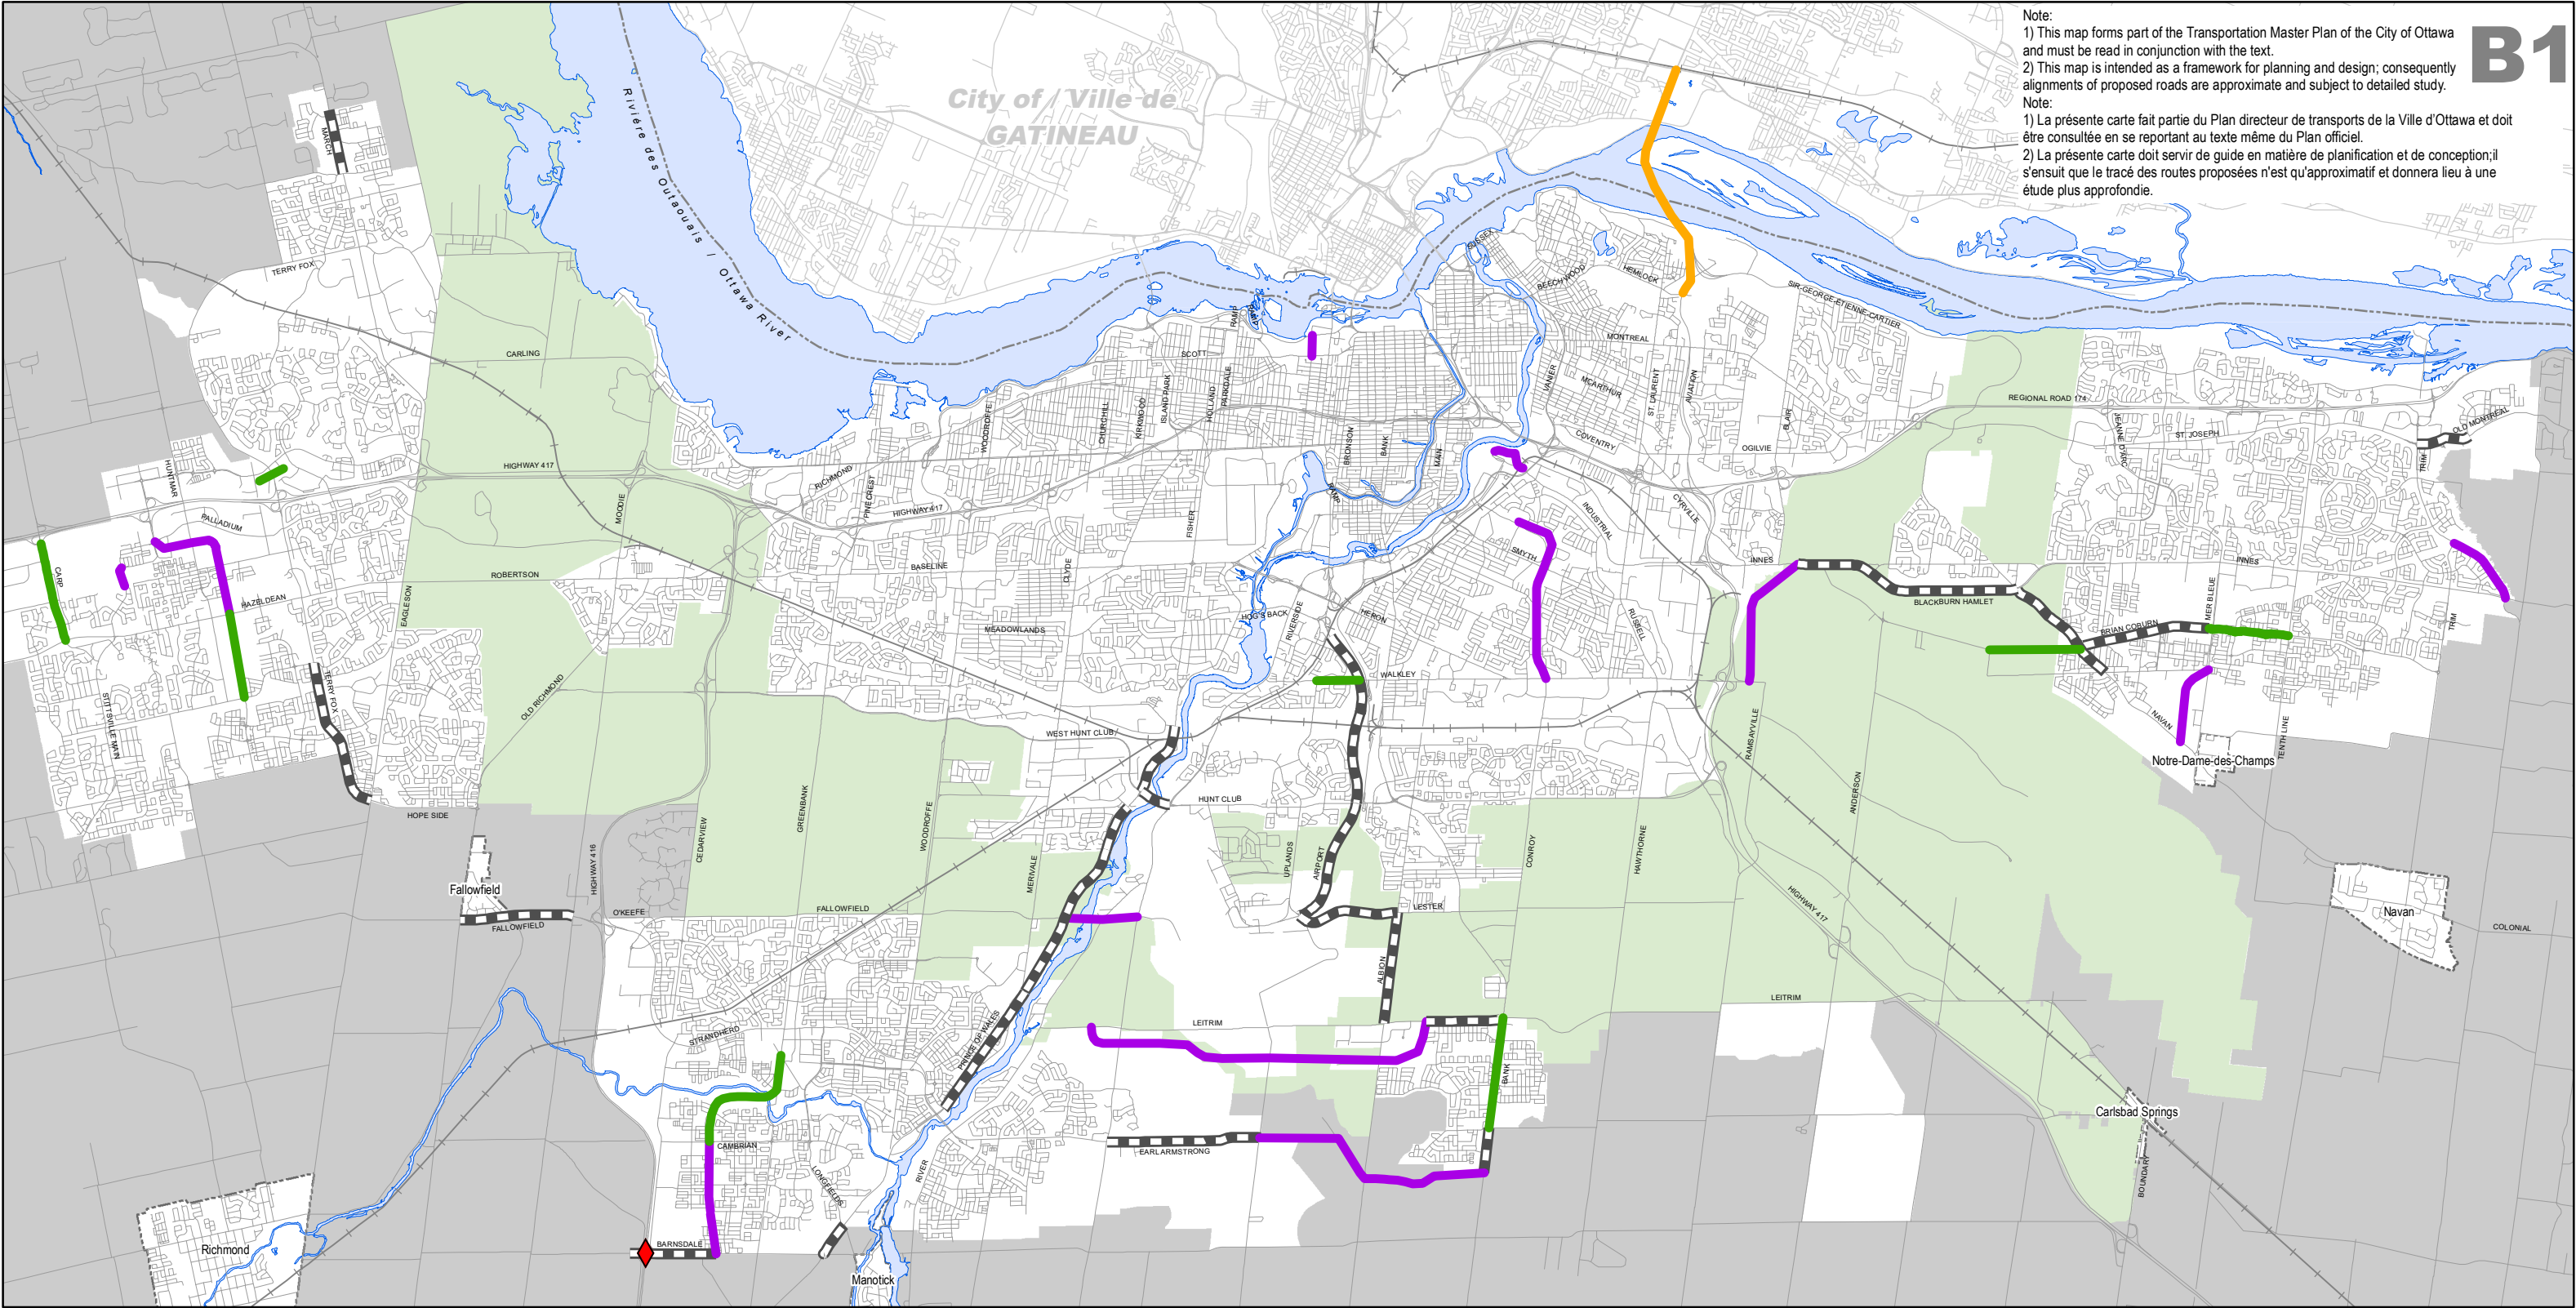 Note:
1) This map forms part of the Transportation Master Plan of the City of Ottawa
and must be read in conjunction with the text.
2) This map is intended as a framework for planning and design; consequently
alignments of proposed roads are approximate and subject to detailed study.
Note:
1) La présente carte fait partie du Plan directeur de transports de la Ville d'Ottawa et doit
être consultée en se reportant au texte même du Plan officiel.
2) La présente carte doit servir de guide en matière de planification et de conception;il
s'ensuit que le tracé des routes proposées n'est qu'approximatif et donnera lieu à une
étude plus approfondie.
B1
City of / Ville de
GATINEAU
Riviére des Outaouais / Ottawa River
MARCH
TERRY FOX
CARLING
SCOTT
RAMP
ISLAND PARK
HOLLAND
PARKDALE
KIRKWOOD
CHURCHILL
WOODROFFE
SUSSEX
BEECHWOOD
HEMLOCK
SIR-GEORGE-ÉTIENNE-CARTIER
MONTREAL
VANIER
MCARTHUR
ST. LAURENT
AVIATION
BLAIR
OGILVIE
COVENTRY
REGIONAL ROAD 174
JEANNE D'ARC
ST. JOSEPH
OLD MONTREAL
TRIM
HIGHWAY 417
HUNTMAR
PALLADIUM
MOODIE
RICHMOND
PINECREST
HIGHWAY 417
FISHER
BRONSON
BANK
MAIN
RAMP
INDUSTRIAL
CYRVILLE
SMYTH
INNES
INNES
CARP
HAZELDEAN
EAGLESON
ROBERTSON
BASELINE
CLYDE
MEADOWLANDS
HOG'S BACK
RIVERSIDE
HERON
RUSSELL
BLACKBURN HAMLET
MER BLEUE
BRIAN COBURN
TRIM
STITTSVILLE MAIN
TERRY FOX
OLD RICHMOND
WALKLEY
WEST HUNT CLUB
RAMSAYVILLE
NAVAN
TENTH LINE
Notre-Dame-des-Champs
HOPE SIDE
HIGHWAY 416
CEDARVIEW
GREENBANK
WOODROFFE
MERIVALE
HUNT CLUB
UPLANDS
AIRPORT
CONROY
HAWTHORNE
ANDERSON
HIGHWAY 417
Fallowfield
FALLOWFIELD
O'KEEFE
FALLOWFIELD
LESTER
ALBION
Navan
COLONIAL
LEITRIM
LEITRIM
STRANDHERD
PRINCE OF WALES
BANK
CAMBRIAN
LONGFIELDS
RIVER
EARL ARMSTRONG
Carlsbad Springs
BOUNDARY
Richmond
BARNSDALE
Manotick